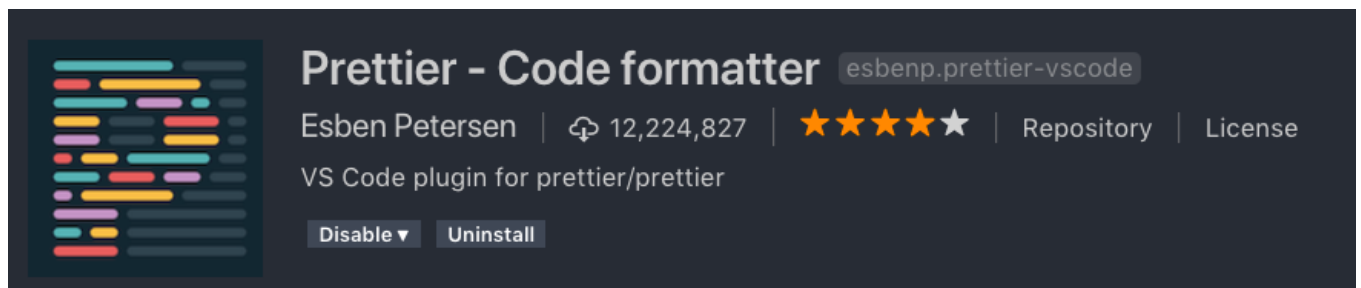 Prettier - Code formatter esbenp.prettier-vscode
Esben Petersen 12,224,827 Repository License
VS Code plugin for prettier/prettier
Disable Uninstall